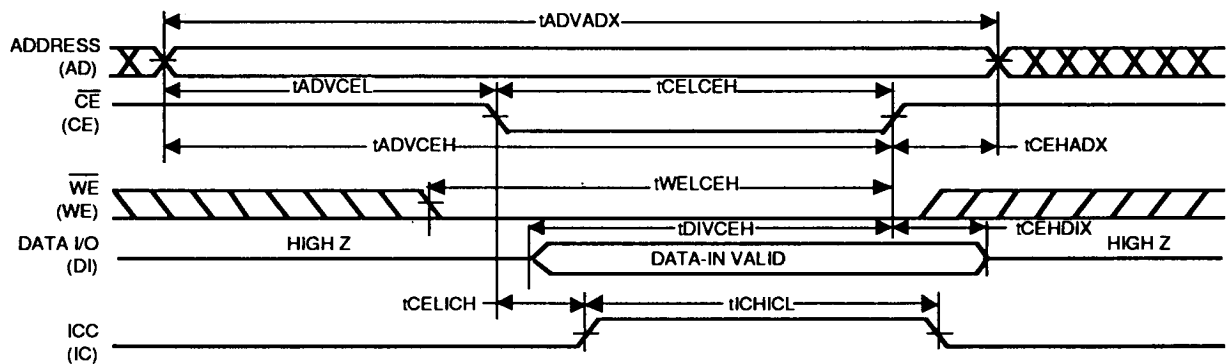 tADVADX
ADDRESS
(AD)
tADVCEL
tCELCEH
CE
(CE)
tADVCEH
tCEHADX
WE
(WE)
tWELCEH
tDIVCEH
tCEHDIX
DATA I/O
(DI)
HIGH Z
DATA-IN VALID
HIGH Z
tCELICH
tICHICL
ICC
(IC)